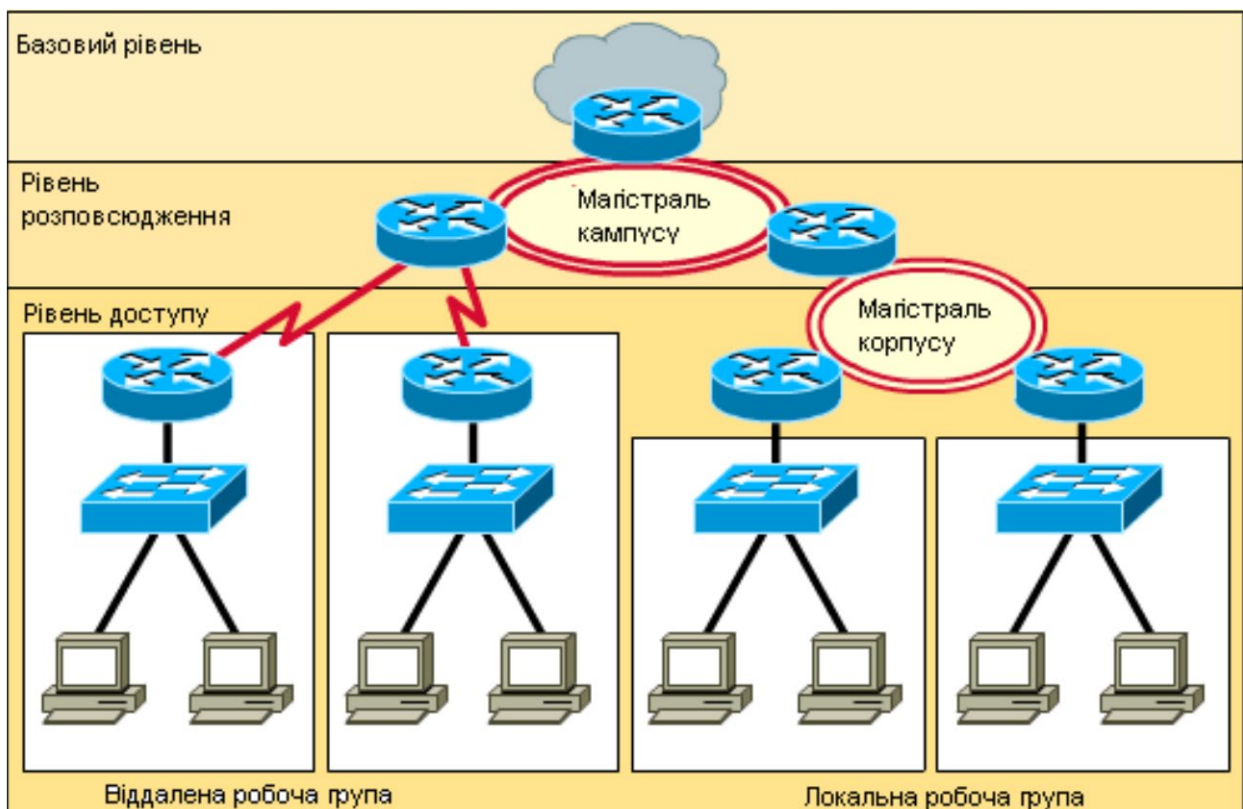 Базовий рівень
Рівень
розповсюдження
Магістраль
кампусу
Рівень доступу
Магістраль
корпусу
Віддалена робоча група
Локальна робоча група